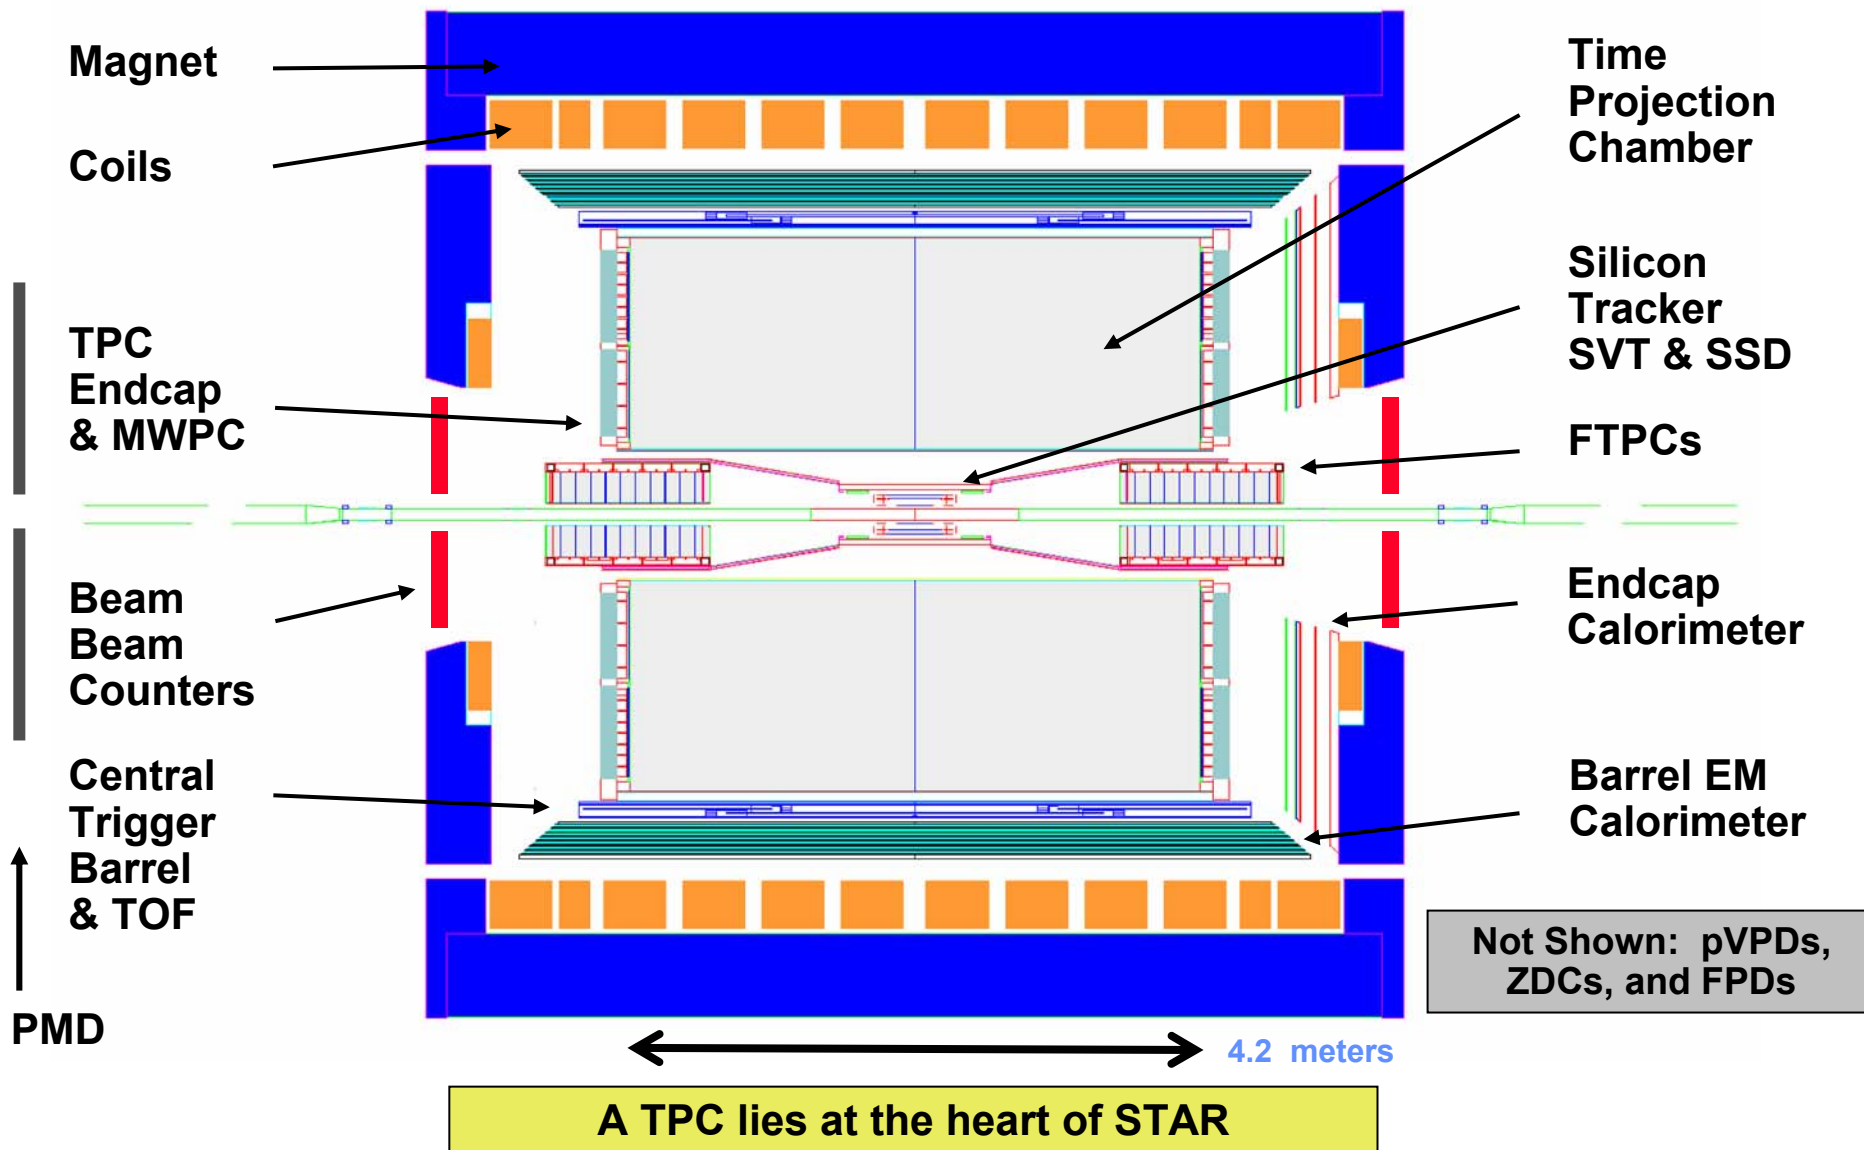 Magnet
Coils
TPC
Endcap
& MWPC
Beam
Beam
Counters
Central
Trigger
Barrel
& TOF
PMD
Time
Projection
Chamber
Silicon
Tracker
SVT & SSD
FTPCs
Endcap
Calorimeter
Barrel EM
Calorimeter
Not Shown: pVPDs,
ZDCs, and FPDs
4.2 meters
A TPC lies at the heart of STAR